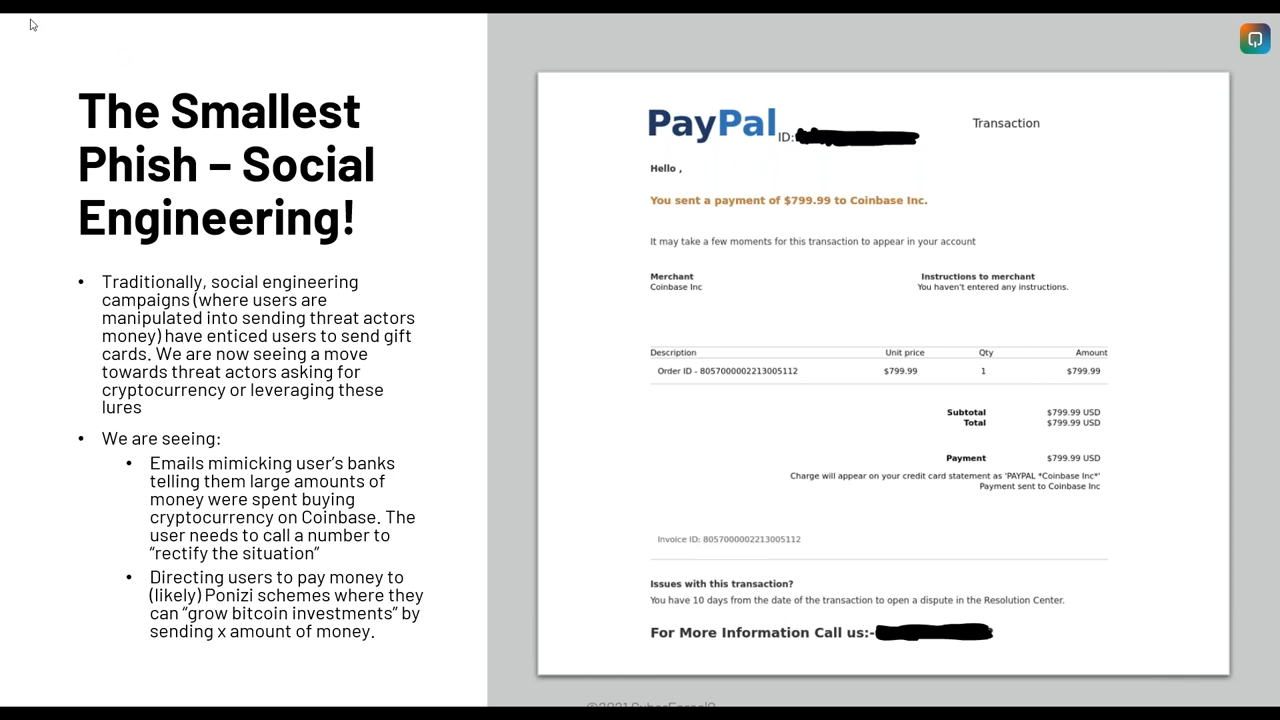 The Smallest
Phish – Social
Engineering!
• Traditionally, social engineering
campaigns (where users are
manipulated into sending threat actors
money) have enticed users to send gift
cards. We are now seeing a move
towards threat actors asking for
cryptocurrency or leveraging these
lures
• We are seeing:
• Emails mimicking user's banks
telling them large amounts of
money were spent buying
cryptocurrency on Coinbase. The
user needs to call a number to
“rectify the situation”
• Directing users to pay money to
(likely) Ponizi schemes where they
can “grow bitcoin investments” by
sending x amount of money.
PayPal ID: Transaction
Hello ,
You sent a payment of $799.99 to Coinbase Inc.
It may take a few moments for this transaction to appear in your account
Merchant Instructions to merchant
Coinbase Inc You haven't entered any instructions.
Description Unit price Qty Amount
Order ID - 8057000002213005112 $799.99 1 $799.99
Subtotal $799.99 USD
Total $799.99 USD
Payment $799.99 USD
Charge will appear on your credit card statement as 'PAYPAL *Coinbase Inc*'
Payment sent to Coinbase Inc
Invoice ID: 8057000002213005112
Issues with this transaction?
You have 10 days from the date of the transaction to open a dispute in the Resolution Center.
For More Information Call us:-